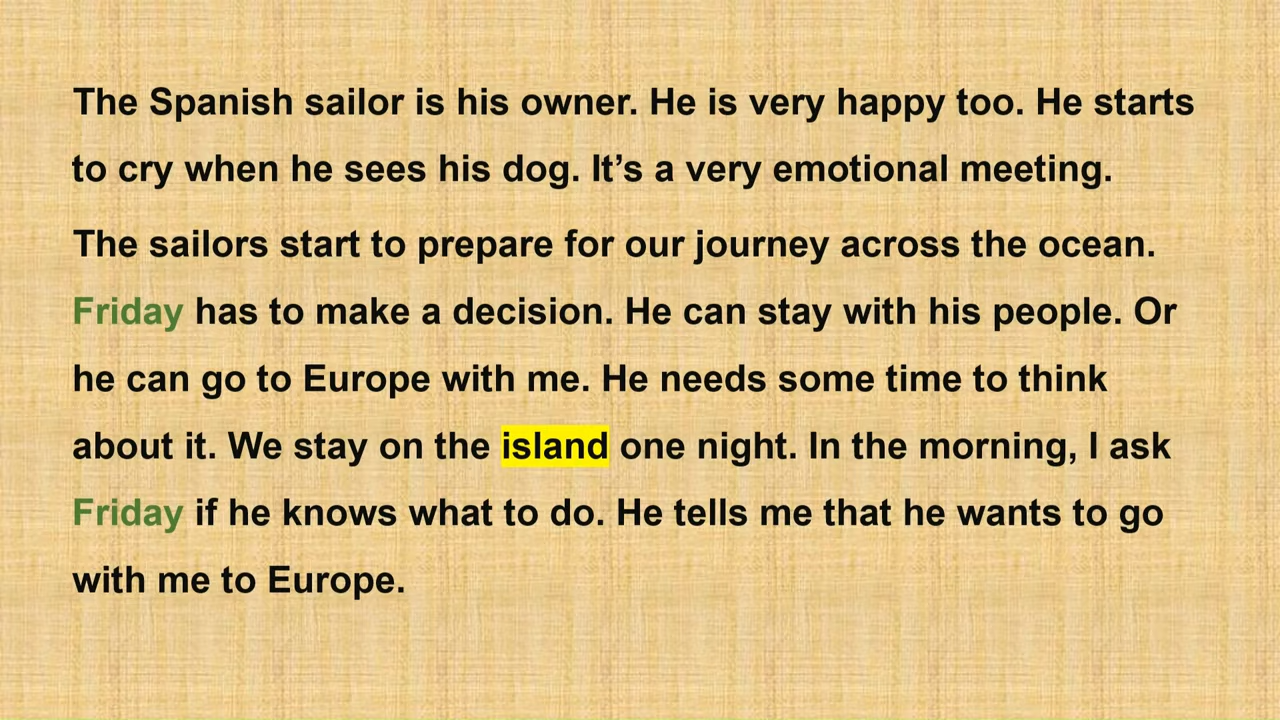 The Spanish sailor is his owner. He is very happy too. He starts
to cry when he sees his dog. It’s a very emotional meeting.
The sailors start to prepare for our journey across the ocean.
Friday has to make a decision. He can stay with his people. Or
he can go to Europe with me. He needs some time to think
about it. We stay on the island one night. In the morning, I ask
Friday if he knows what to do. He tells me that he wants to go
with me to Europe.